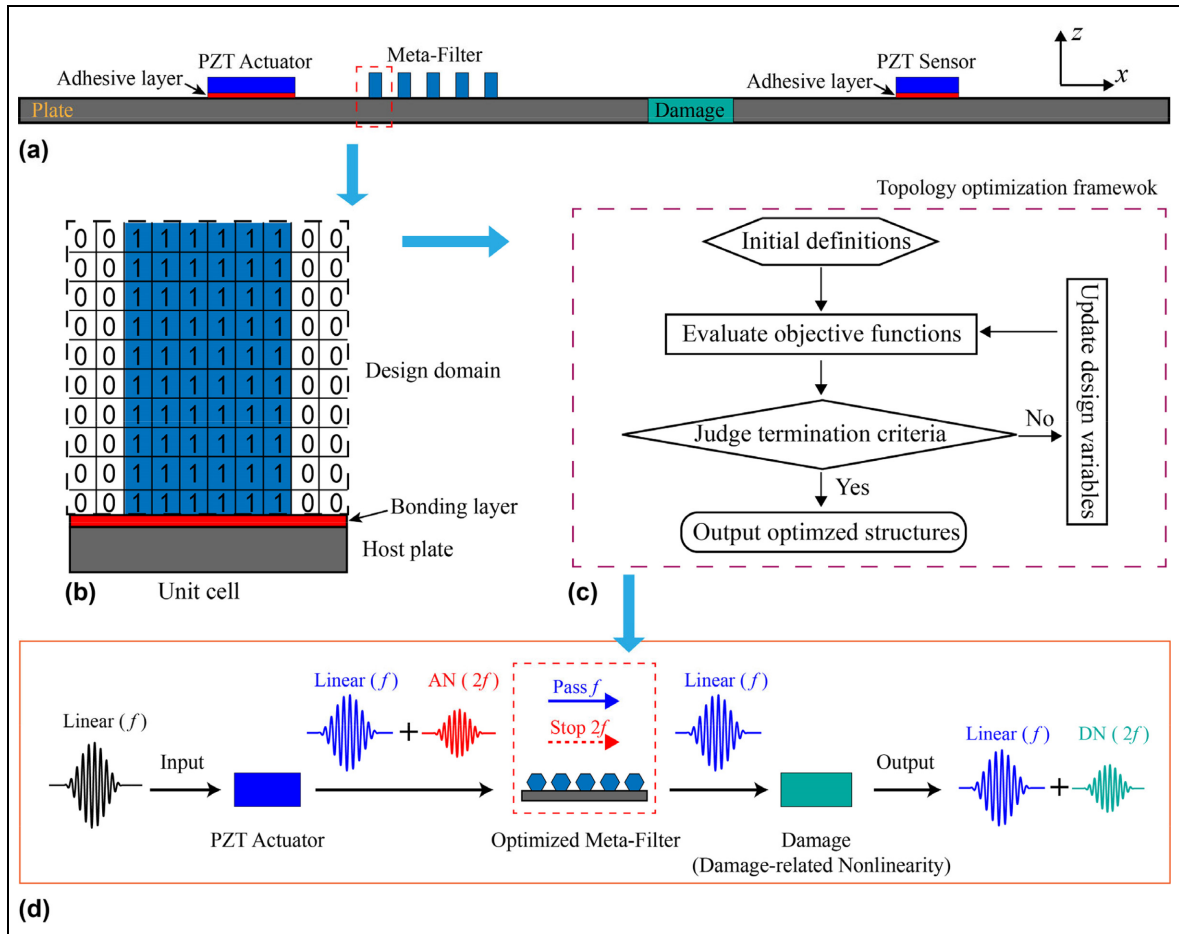 PZT Actuator
Meta-Filter
PZT Sensor
z
x
Adhesive layer
Adhesive layer
Plate
Damage
(a)
0 0 1 1 1 1 1 1 0 0
0 0 1 1 1 1 1 1 0 0
0 0 1 1 1 1 1 1 0 0
0 0 1 1 1 1 1 1 0 0
0 0 1 1 1 1 1 1 0 0
0 0 1 1 1 1 1 1 0 0
0 0 1 1 1 1 1 1 0 0
0 0 1 1 1 1 1 1 0 0
0 0 1 1 1 1 1 1 0 0
0 0 1 1 1 1 1 1 0 0
Design domain
Bonding layer
Host plate
(b)
Unit cell
Topology optimization framewok
Initial definitions
Evaluate objective functions
Judge termination criteria
No
Yes
Update design variables
Output optimzed structures
(c)
Linear (f)
Input
PZT Actuator
Linear (f)
+
AN (2f)
Pass f
Stop 2f
Optimized Meta-Filter
Linear (f)
Damage
(Damage-related Nonlinearity)
Output
Linear (f)
+
DN (2f)
(d)